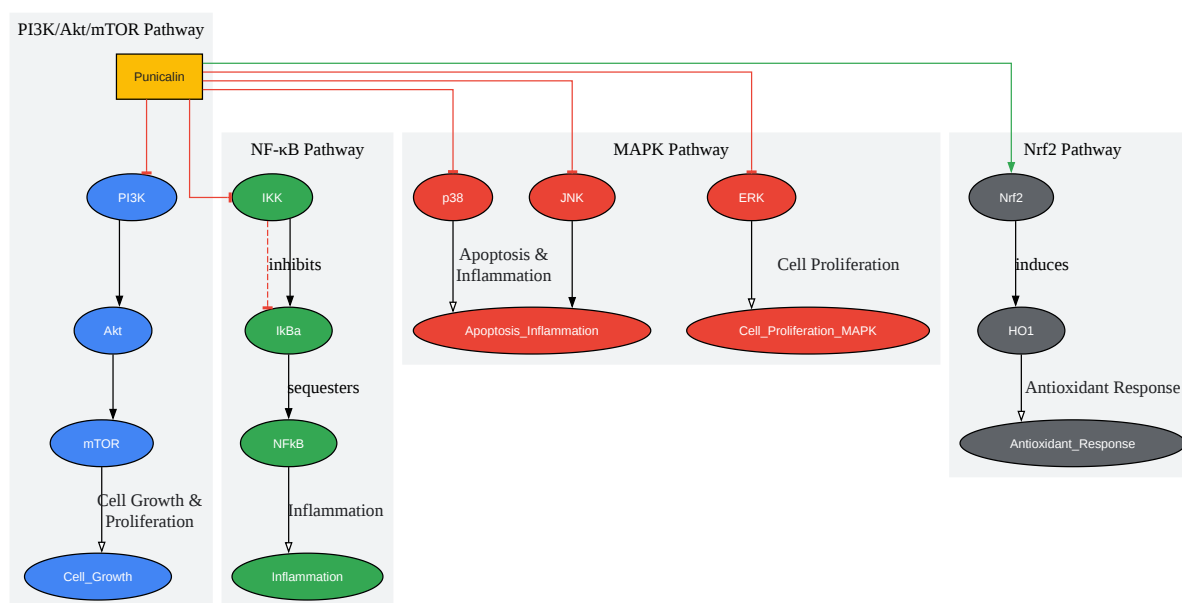 PI3K/Akt/mTOR Pathway
Punicalin
NF-κB Pathway
MAPK Pathway
Nrf2 Pathway
PI3K
IKK
p38
JNK
ERK
Nrf2
inhibits
Apoptosis &
Inflammation
Cell Proliferation
induces
Akt
IkBa
Apoptosis_Inflammation
Cell_Proliferation_MAPK
HO1
sequesters
Antioxidant Response
mTOR
NFkB
Antioxidant_Response
Cell Growth &
Proliferation
Inflammation
Cell_Growth
Inflammation